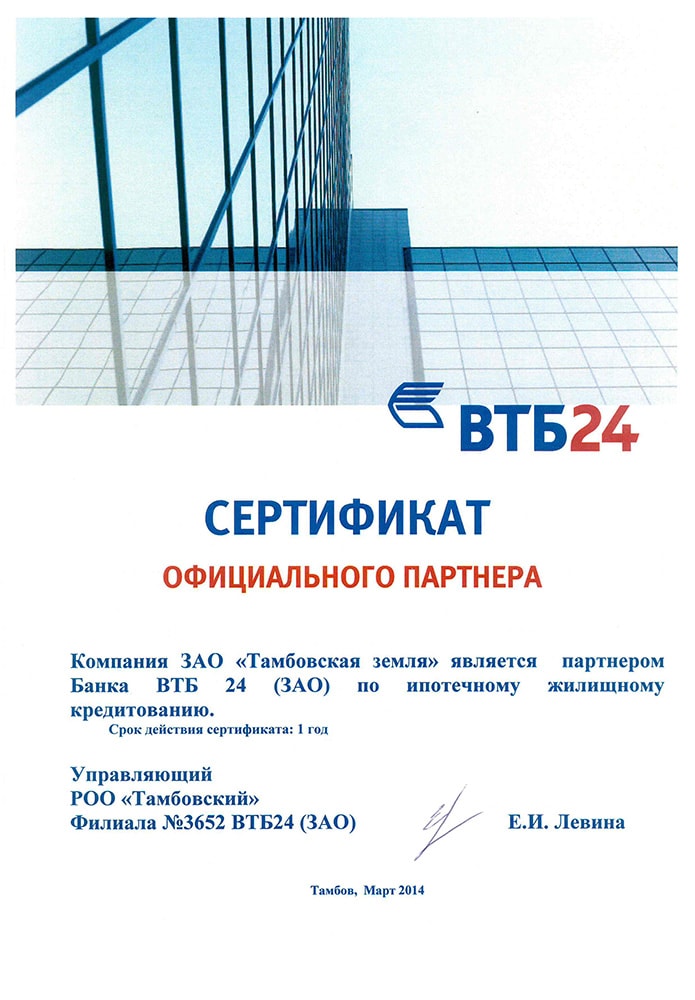 ВТБ24
СЕРТИФИКАТ
ОФИЦИАЛЬНОГО ПАРТНЕРА
Компания ЗАО «Тамбовская земля» является партнером
Банка ВТБ 24 (ЗАО) по ипотечному жилищному
кредитованию.
Срок действия сертификата: 1 год
Управляющий
РОО «Тамбовский»
Филиала №3652 ВТБ24 (ЗАО)
Е.И. Левина
Тамбов, Март 2014